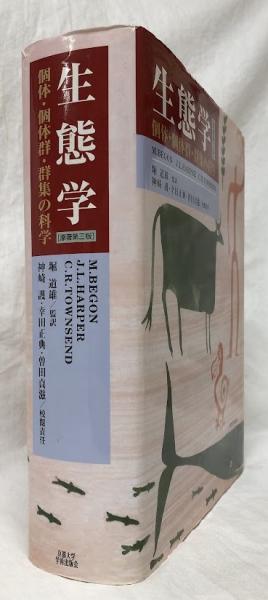 生態学
個体・個体群・群集の科学
[原著第三版]
M.BEGON
J.L.HARPER
C.R.TOWNSEND
堀 道雄/監訳
神崎 護・幸田正典・曽田貞滋/校閲責任
京都大学
学術出版会
生態学